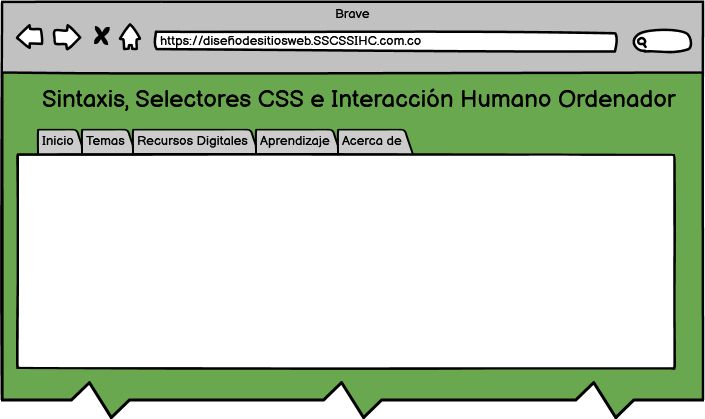 Brave
https://diseñodesitiosweb.SSCSSIHC.com.co
Sintaxis, Selectores CSS e Interacción Humano Ordenador
Inicio Temas Recursos Digitales Aprendizaje Acerca de